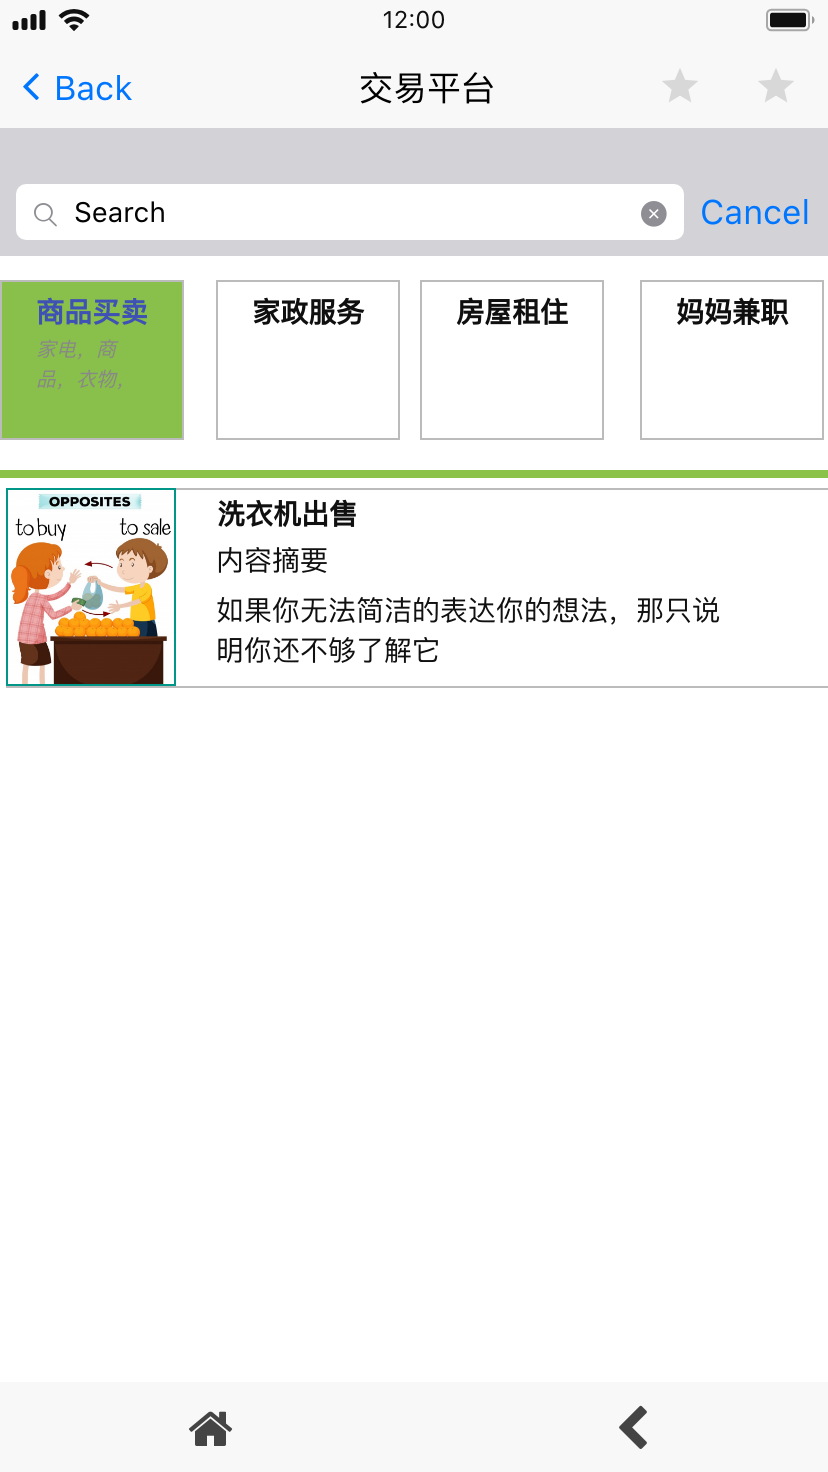 12:00
Back
交易平台
Search
Cancel
商品买卖
家电，商
品，衣物，
家政服务
房屋租住
妈妈兼职
OPPOSITES
to buy
to sale
洗衣机出售
内容摘要
如果你无法简洁的表达你的想法，那只说
明你还不够了解它